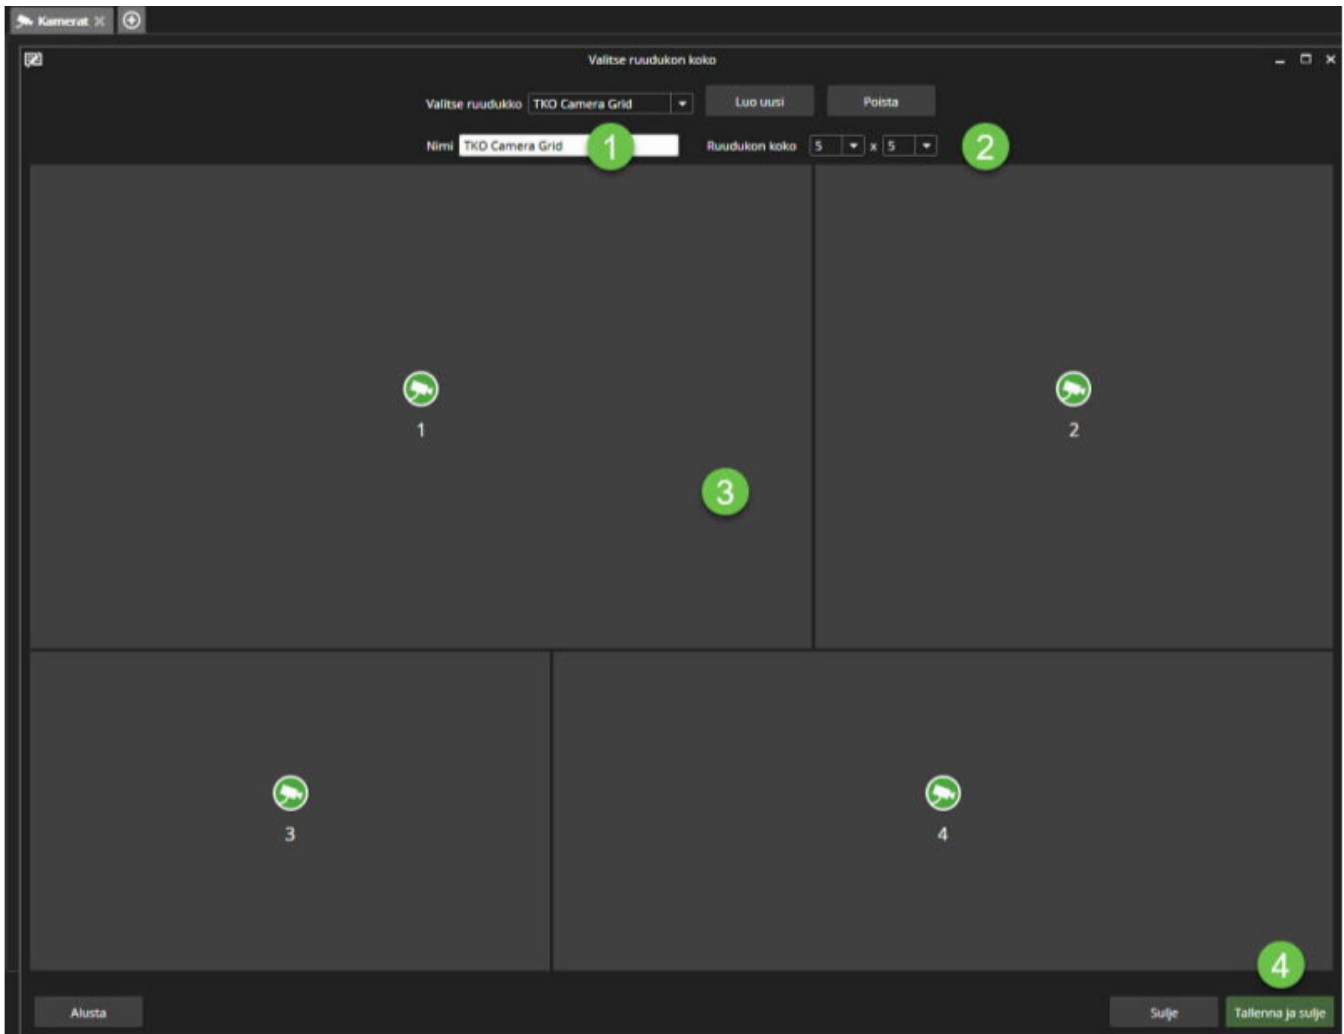 Kamerat
Valitse ruudukon koko
Valitse ruudukko TKO Camera Grid Luo uusi Poista
Nimi TKO Camera Grid 1 Ruudukon koko 5 x 5 2
1
2
3
3
4
4
Alusta Sulje Tallenna ja sulje